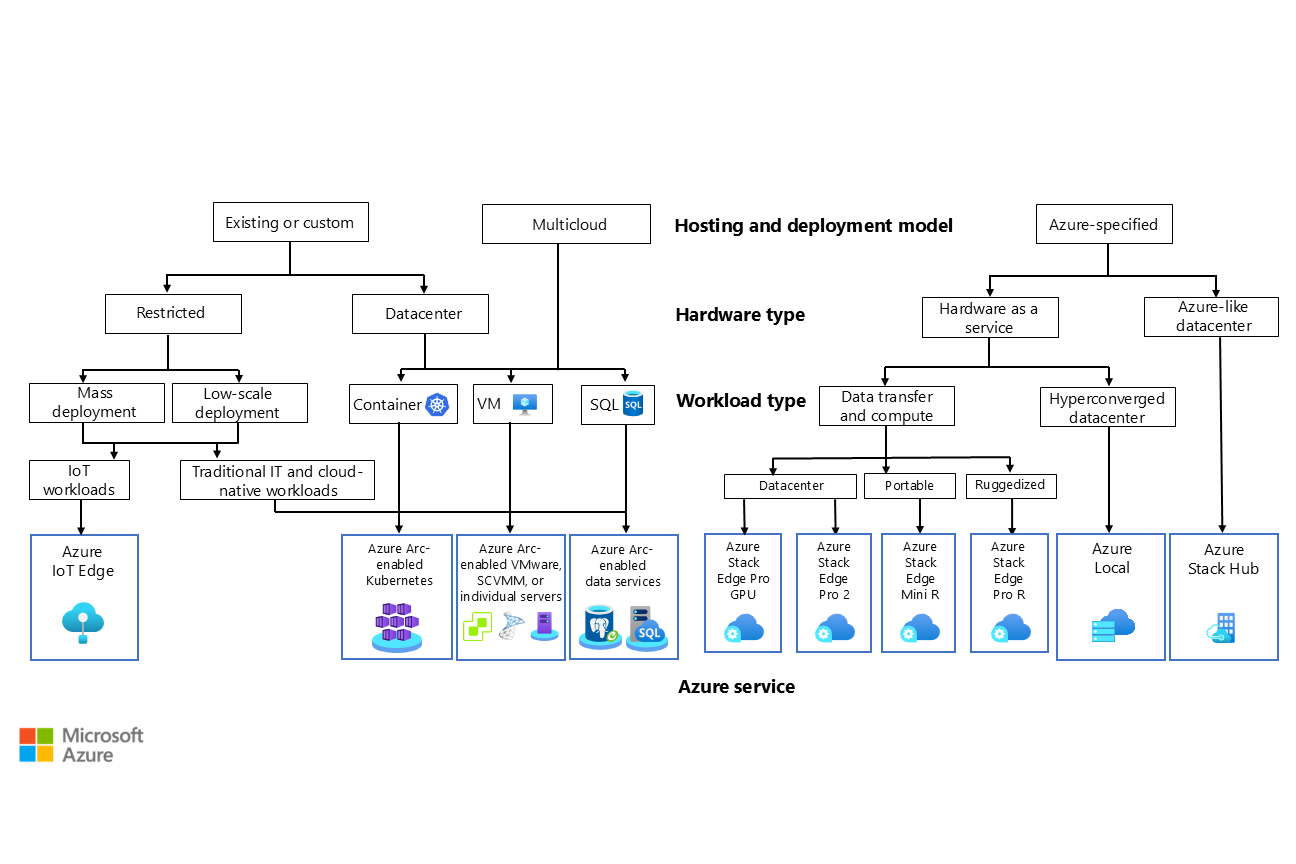 Existing or custom
Multicloud
Hosting and deployment model
Azure-specified
Restricted
Datacenter
Hardware type
Hardware as a
service
Azure-like
datacenter
Mass
deployment
Low-scale
deployment
Container
VM
SQL
SQL
Workload type
Data transfer
and compute
Hyperconverged
datacenter
IoT
workloads
Traditional IT and cloud-
native workloads
Datacenter
Portable
Ruggedized
Azure
IoT Edge
Azure Arc-
enabled
Kubernetes
Azure Arc-
enabled VMware,
SCVMM, or
individual servers
Azure Arc-
enabled
data services
SQL
Azure
Stack
Edge Pro
GPU
Azure
Stack
Edge
Pro 2
Azure
Stack
Edge
Mini R
Azure
Stack
Edge
Pro R
Azure
Local
Azure
Stack Hub
Azure service
Microsoft
Azure